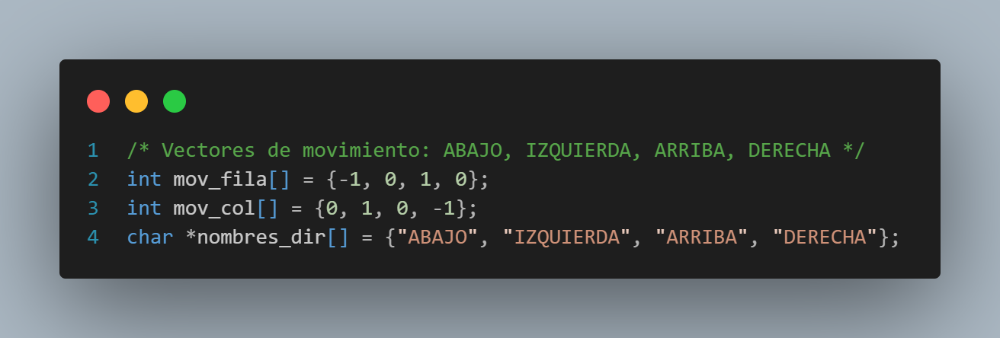 1 /* Vectores de movimiento: ABAJO, IZQUIERDA, ARRIBA, DERECHA */
2 int mov_fila[] = {-1, 0, 1, 0};
3 int mov_col[] = {0, 1, 0, -1};
4 char *nombres_dir[] = {"ABAJO", "IZQUIERDA", "ARRIBA", "DERECHA"};